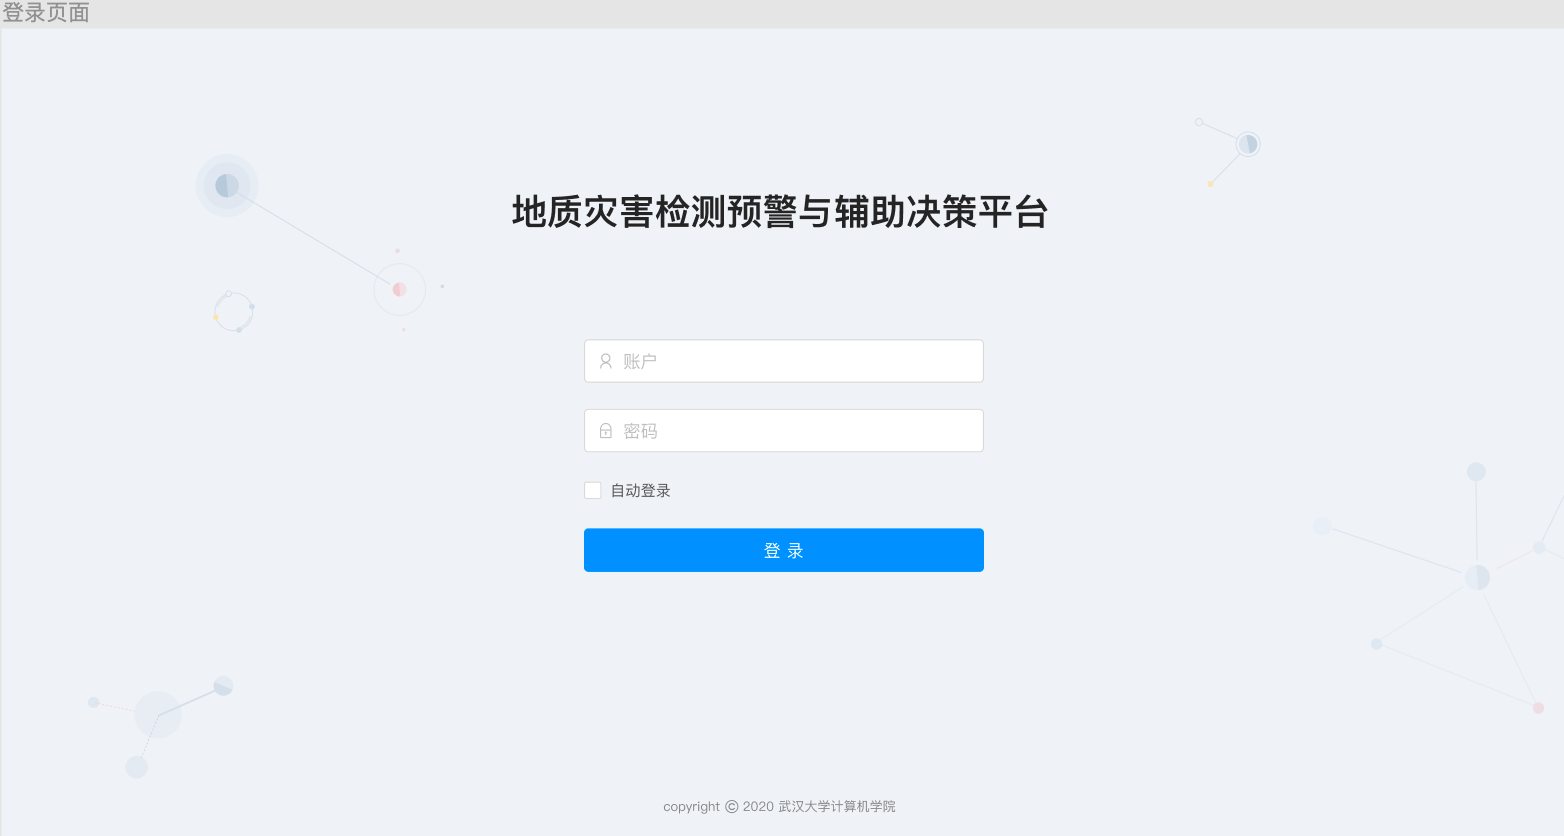 登录页面
地质灾害检测预警与辅助决策平台
账户
密码
自动登录
登 录
copyright © 2020 武汉大学计算机学院